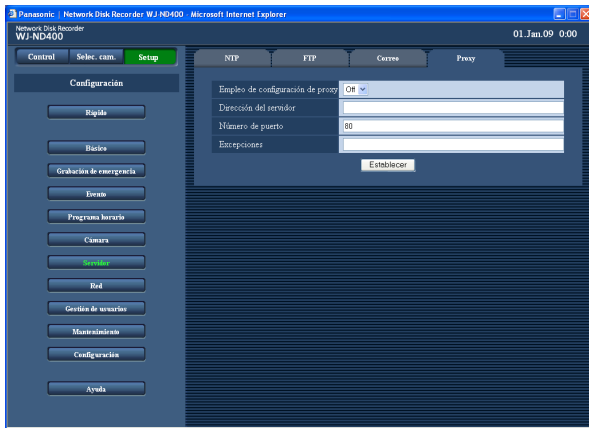 Panasonic | Network Disk Recorder WJ-ND400 - Microsoft Internet Explorer
Network Disk Recorder
WJ-ND400
01.Jan.09 0:00
Control Selec. cam. Setup
NTP FTP Correo Proxy
Configuración
Rápido
Básico
Grabación de emergencia
Evento
Programa horario
Cámara
Servidor
Red
Gestión de usuarios
Mantenimiento
Configuración
Ayuda
Empleo de configuración de proxy Off
Dirección del servidor
Número de puerto 80
Excepciones
Establecer